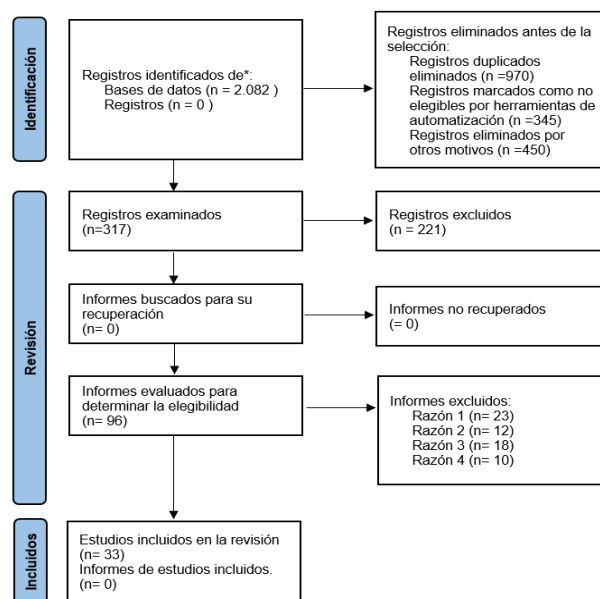 Identificación
Registros identificados de*:
Bases de datos (n = 2.082 )
Registros (n = 0 )
Registros eliminados antes de la
selección:
Registros duplicados
eliminados (n =970)
Registros marcados como no
elegibles por herramientas de
automatización (n =345)
Registros eliminados por
otros motivos (n =450)
Revisión
Registros examinados
(n=317)
Registros excluidos
(n = 221)
Informes buscados para su
recuperación
(n= 0)
Informes no recuperados
(= 0)
Informes evaluados para
determinar la elegibilidad
(n= 96)
Informes excluidos:
Razón 1 (n= 23)
Razón 2 (n= 12)
Razón 3 (n= 18)
Razón 4 (n= 10)
Incluidos
Estudios incluidos en la revisión
(n= 33)
Informes de estudios incluidos.
(n= 0)